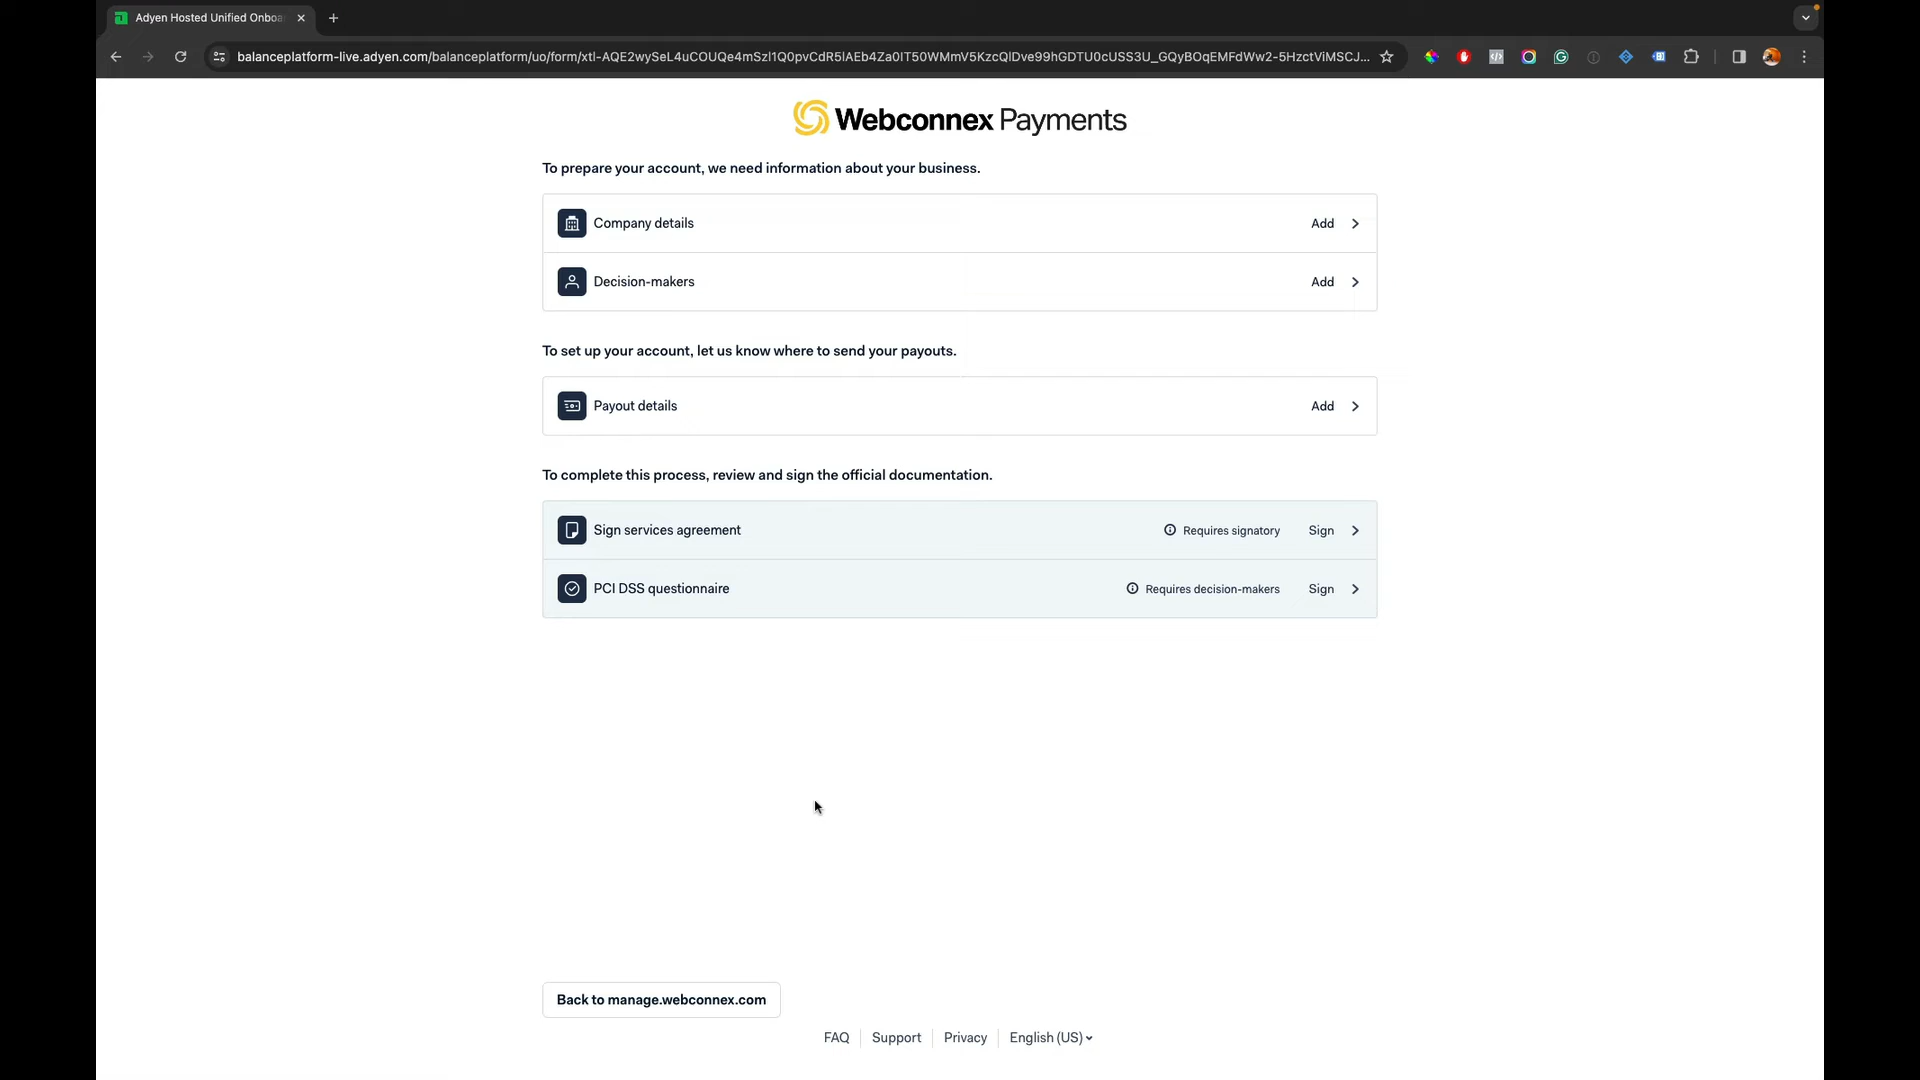 Adyen Hosted Unified Onboa
balanceplatform-live.adyen.com/balanceplatform/uo/form/xtl-AQE2wySeL4uCOUQe4mSzl1Q0pvCdR5lAEb4Za0IT50WMmV5KzcQlDve99hGDTU0cUSS3U_GQyBOqEMFdWw2-5HzctViMSCJ...
Webconnex Payments
To prepare your account, we need information about your business.
Company details Add
Decision-makers Add
To set up your account, let us know where to send your payouts.
Payout details Add
To complete this process, review and sign the official documentation.
Sign services agreement Requires signatory Sign
PCI DSS questionnaire Requires decision-makers Sign
Back to manage.webconnex.com
FAQ Support Privacy English (US)